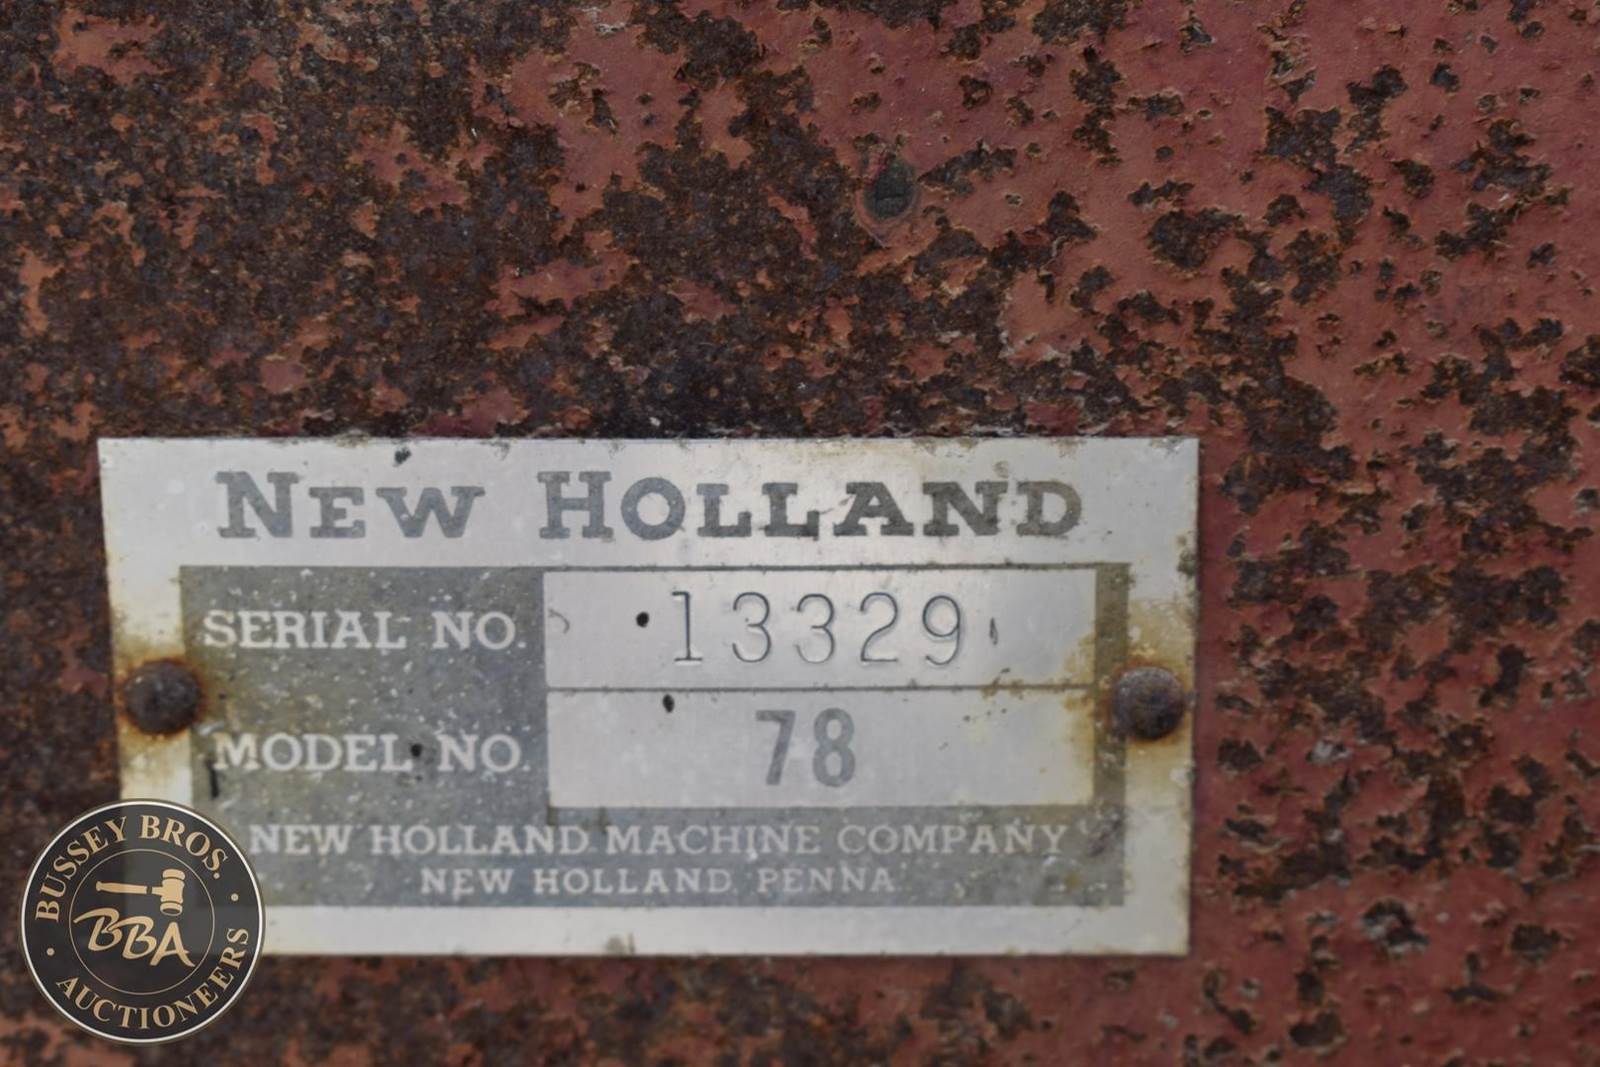 NEW HOLLAND
SERIAL NO. 13329
MODEL NO. 78
NEW HOLLAND MACHINE COMPANY
NEW HOLLAND, PENNA.
BUSSEY BROS.
BBA
AUCTIONEERS